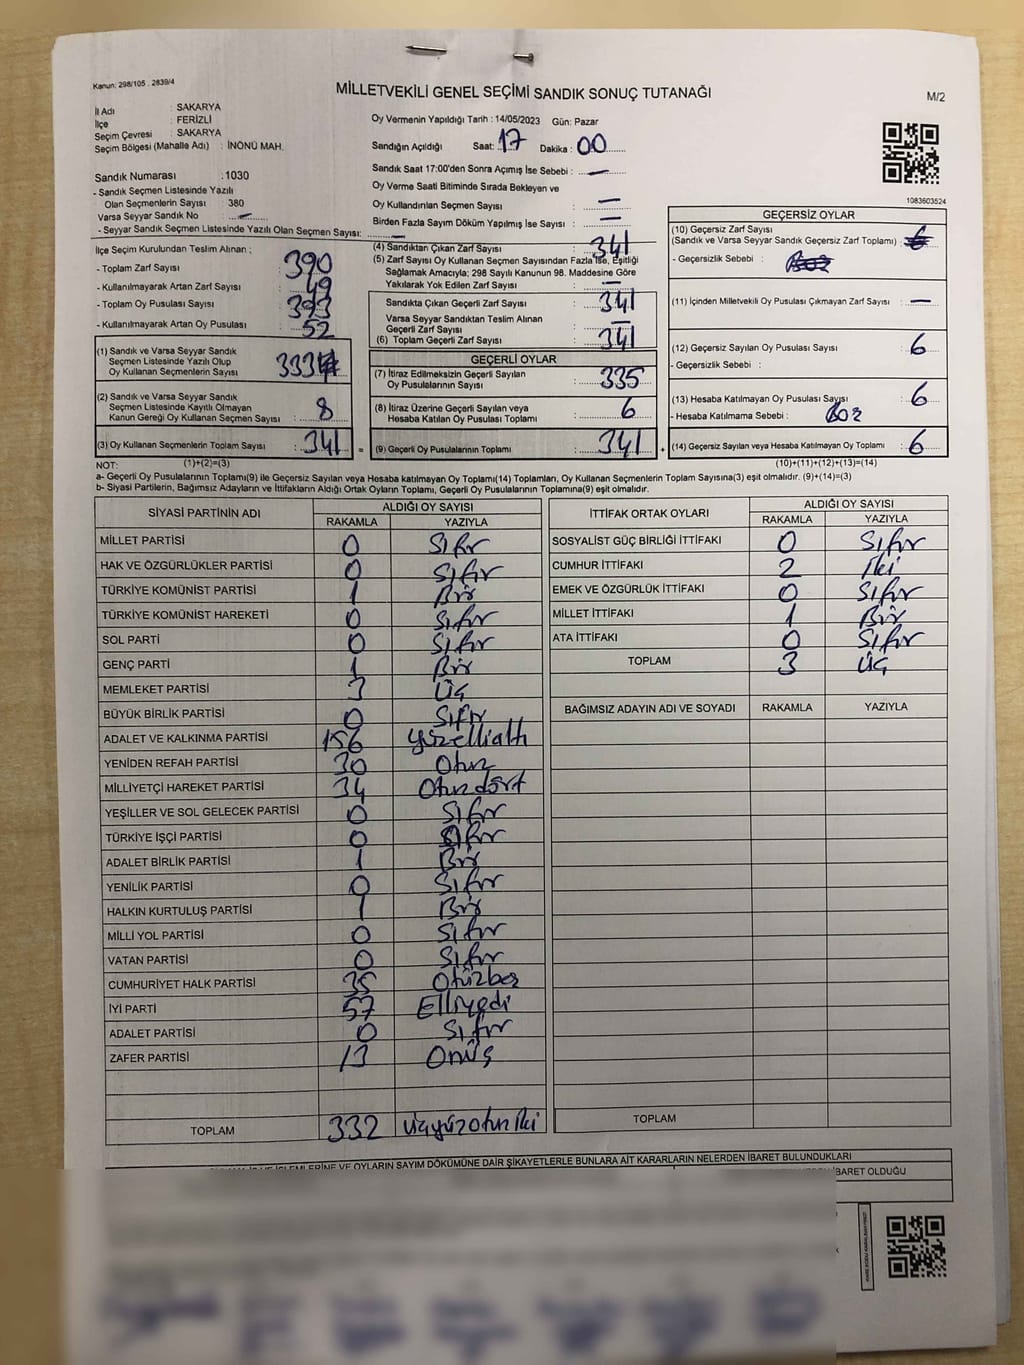 Kanun: 298/105 . 2839/4
MİLLETVEKİLİ GENEL SEÇİMİ SANDIK SONUÇ TUTANAĞI
M/2
İl Adı : SAKARYA
İlçe : FERİZLİ
Seçim Çevresi : SAKARYA
Seçim Bölgesi (Mahalle Adı) : İNÖNÜ MAH.
Oy Vermenin Yapıldığı Tarih : 14/05/2023 Gün: Pazar
Sandığın Açıldığı Saat: 17 Dakika : 00
Sandık Saat 17:00'den Sonra Açımış İse Sebebi : —
Oy Verme Saati Bitiminde Sırada Bekleyen ve
Oy Kullandırılan Seçmen Sayısı —
Birden Fazla Sayım Döküm Yapılmış İse Sayısı : —
Sandık Numarası : 1030
- Sandık Seçmen Listesinde Yazılı
Olan Seçmenlerin Sayısı : 380
Varsa Seyyar Sandık No : —
- Seyyar Sandık Seçmen Listesinde Yazılı Olan Seçmen Sayısı: —
1083603524
İlçe Seçim Kurulundan Teslim Alınan ;
- Toplam Zarf Sayısı : 390
- Kullanılmayarak Artan Zarf Sayısı : 49
- Toplam Oy Pusulası Sayısı : 393
- Kullanılmayarak Artan Oy Pusulası : 52
(1) Sandık ve Varsa Seyyar Sandık
Seçmen Listesinde Yazılı Olup
Oy Kullanan Seçmenlerin Sayısı : 333
(2) Sandık ve Varsa Seyyar Sandık
Seçmen Listesinde Kayıtlı Olmayan
Kanun Gereği Oy Kullanan Seçmen Sayısı : 8
(3) Oy Kullanan Seçmenlerin Toplam Sayısı : 341
(4) Sandıktan Çıkan Zarf Sayısı : 341
(5) Zarf Sayısı Oy Kullanan Seçmen Sayısından Fazla İse, Eşitliği
Sağlamak Amacıyla; 298 Sayılı Kanunun 98. Maddesine Göre
Yakılarak Yok Edilen Zarf Sayısı : —
Sandıkta Çıkan Geçerli Zarf Sayısı : 341
Varsa Seyyar Sandıktan Teslim Alınan
Geçerli Zarf Sayısı : —
(6) Toplam Geçerli Zarf Sayısı : 341
GEÇERLİ OYLAR
(7) İtiraz Edilmeksizin Geçerli Sayılan
Oy Pusulalarının Sayısı : 335
(8) İtiraz Üzerine Geçerli Sayılan veya
Hesaba Katılan Oy Pusulası Toplamı : 6
= (9) Geçerli Oy Pusulalarının Toplamı : 341 +
GEÇERSİZ OYLAR
(10) Geçersiz Zarf Sayısı
(Sandık ve Varsa Seyyar Sandık Geçersiz Zarf Toplamı) :
- Geçersizlik Sebebi :
(11) İçinden Milletvekili Oy Pusulası Çıkmayan Zarf Sayısı : —
(12) Geçersiz Sayılan Oy Pusulası Sayısı : 6
- Geçersizlik Sebebi :
(13) Hesaba Katılmayan Oy Pusulası Sayısı : 6
- Hesaba Katılmama Sebebi : Boz
(14) Geçersiz Sayılan veya Hesaba Katılmayan Oy Toplamı : 6
NOT: (1)+(2)=(3) (10)+(11)+(12)+(13)=(14)
a- Geçerli Oy Pusulalarının Toplamı(9) ile Geçersiz Sayılan veya Hesaba katılmayan Oy Toplamı(14) Toplamları, Oy Kullanan Seçmenlerin Toplam Sayısına(3) eşit olmalıdır. (9)+(14)=(3)
b- Siyasi Partilerin, Bağımsız Adayların ve İttifakların Aldığı Ortak Oyların Toplamı, Geçerli Oy Pusulalarının Toplamına(9) eşit olmalıdır.
SİYASİ PARTİNİN ADI ALDIĞI OY SAYISI
RAKAMLA YAZIYLA
MİLLET PARTİSİ 0 Sıfır
HAK VE ÖZGÜRLÜKLER PARTİSİ 0 Sıfır
TÜRKİYE KOMÜNİST PARTİSİ 1 Bir
TÜRKİYE KOMÜNİST HAREKETİ 0 Sıfır
SOL PARTİ 0 Sıfır
GENÇ PARTİ 1 Bir
MEMLEKET PARTİSİ 3 Üç
BÜYÜK BİRLİK PARTİSİ 0 Sıfır
ADALET VE KALKINMA PARTİSİ 156 Yüzellialtı
YENİDEN REFAH PARTİSİ 30 Otuz
MİLLİYETÇİ HAREKET PARTİSİ 34 Otuzdört
YEŞİLLER VE SOL GELECEK PARTİSİ 0 Sıfır
TÜRKİYE İŞÇİ PARTİSİ 0 Sıfır
ADALET BİRLİK PARTİSİ 1 Bir
YENİLİK PARTİSİ 0 Sıfır
HALKIN KURTULUŞ PARTİSİ 1 Bir
MİLLİ YOL PARTİSİ 0 Sıfır
VATAN PARTİSİ 0 Sıfır
CUMHURİYET HALK PARTİSİ 35 Otuzbeş
İYİ PARTİ 57 Elliyedi
ADALET PARTİSİ 0 Sıfır
ZAFER PARTİSİ 13 Onüç
TOPLAM 332 üçyüzotuziki
İTTİFAK ORTAK OYLARI ALDIĞI OY SAYISI
RAKAMLA YAZIYLA
SOSYALİST GÜÇ BİRLİĞİ İTTİFAKI 0 Sıfır
CUMHUR İTTİFAKI 2 İki
EMEK VE ÖZGÜRLÜK İTTİFAKI 0 Sıfır
MİLLET İTTİFAKI 1 Bir
ATA İTTİFAKI 0 Sıfır
TOPLAM 3 Üç
BAĞIMSIZ ADAYIN ADI VE SOYADI RAKAMLA YAZIYLA
TOPLAM
İŞLEMLERİNE VE OYLARIN SAYIM DÖKÜMÜNE DAİR ŞİKAYETLERLE BUNLARA AİT KARARLARIN NELERDEN İBARET BULUNDUKLARI
İBARET OLDUĞU